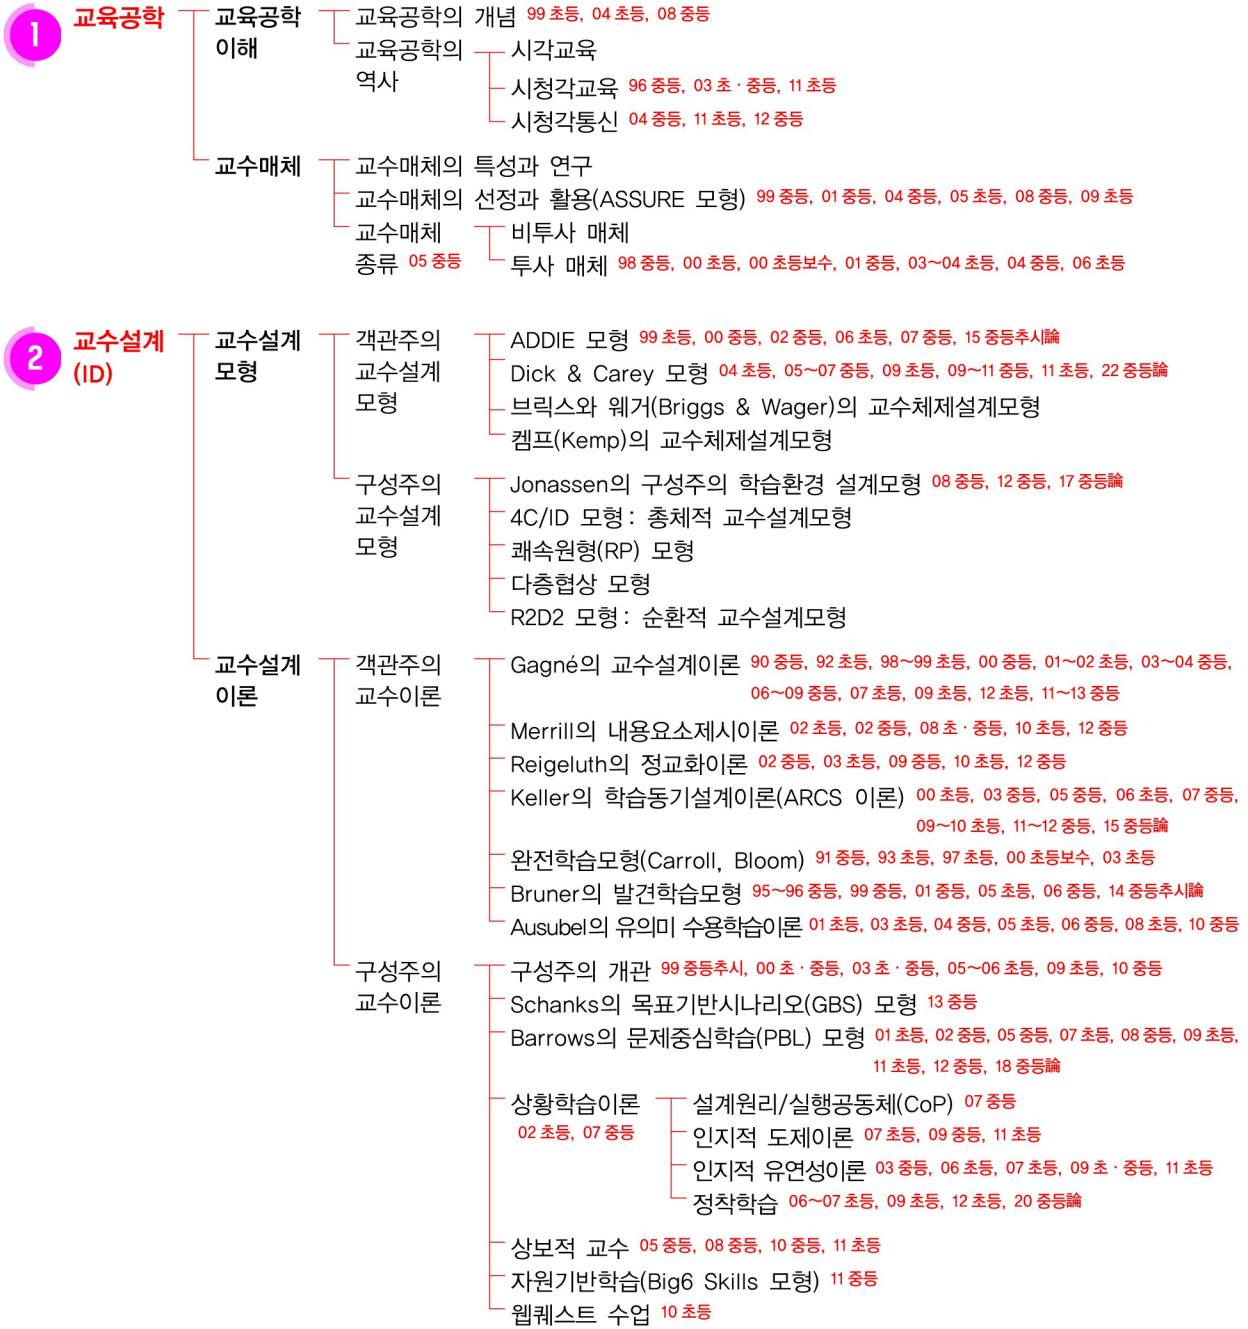 1 교육공학 교육공학 교육공학의 개념 99 초등, 04 초등, 08 중등
이해 교육공학의 시각교육
역사 시청각교육 96 중등, 03 초·중등, 11 초등
시청각통신 04 중등, 11 초등, 12 중등
교수매체 교수매체의 특성과 연구
교수매체의 선정과 활용(ASSURE 모형) 99 중등, 01 중등, 04 중등, 05 초등, 08 중등, 09 초등
교수매체 비투사 매체
종류 05 중등 투사 매체 98 중등, 00 초등, 00 초등보수, 01 중등, 03~04 초등, 04 중등, 06 초등
2 교수설계 교수설계 객관주의 ADDIE 모형 99 초등, 00 중등, 02 중등, 06 초등, 07 중등, 15 중등추시論
(ID) 모형 교수설계 Dick & Carey 모형 04 초등, 05~07 중등, 09 초등, 09~11 중등, 11 초등, 22 중등論
모형 브릭스와 웨거(Briggs & Wager)의 교수체제설계모형
켐프(Kemp)의 교수체제설계모형
구성주의 Jonassen의 구성주의 학습환경 설계모형 08 중등, 12 중등, 17 중등論
교수설계 4C/ID 모형: 총체적 교수설계모형
모형 쾌속원형(RP) 모형
다층협상 모형
R2D2 모형: 순환적 교수설계모형
교수설계 객관주의 Gagné의 교수설계이론 90 중등, 92 초등, 98~99 초등, 00 중등, 01~02 초등, 03~04 중등,
이론 교수이론 06~09 중등, 07 초등, 09 초등, 12 초등, 11~13 중등
Merrill의 내용요소제시이론 02 초등, 02 중등, 08 초·중등, 10 초등, 12 중등
Reigeluth의 정교화이론 02 중등, 03 초등, 09 중등, 10 초등, 12 중등
Keller의 학습동기설계이론(ARCS 이론) 00 초등, 03 중등, 05 중등, 06 초등, 07 중등,
09~10 초등, 11~12 중등, 15 중등論
완전학습모형(Carroll, Bloom) 91 중등, 93 초등, 97 초등, 00 초등보수, 03 초등
Bruner의 발견학습모형 95~96 중등, 99 중등, 01 중등, 05 초등, 06 중등, 14 중등추시論
Ausubel의 유의미 수용학습이론 01 초등, 03 초등, 04 중등, 05 초등, 06 중등, 08 초등, 10 중등
구성주의 구성주의 개관 99 중등추시, 00 초·중등, 03 초·중등, 05~06 초등, 09 초등, 10 중등
교수이론 Schanks의 목표기반시나리오(GBS) 모형 13 중등
Barrows의 문제중심학습(PBL) 모형 01 초등, 02 중등, 05 중등, 07 초등, 08 중등, 09 초등,
11 초등, 12 중등, 18 중등論
상황학습이론 설계원리/실행공동체(CoP) 07 중등
02 초등, 07 중등 인지적 도제이론 07 초등, 09 중등, 11 초등
인지적 유연성이론 03 중등, 06 초등, 07 초등, 09 초·중등, 11 초등
정착학습 06~07 초등, 09 초등, 12 초등, 20 중등論
상보적 교수 05 중등, 08 중등, 10 중등, 11 초등
자원기반학습(Big6 Skills 모형) 11 중등
웹퀘스트 수업 10 초등